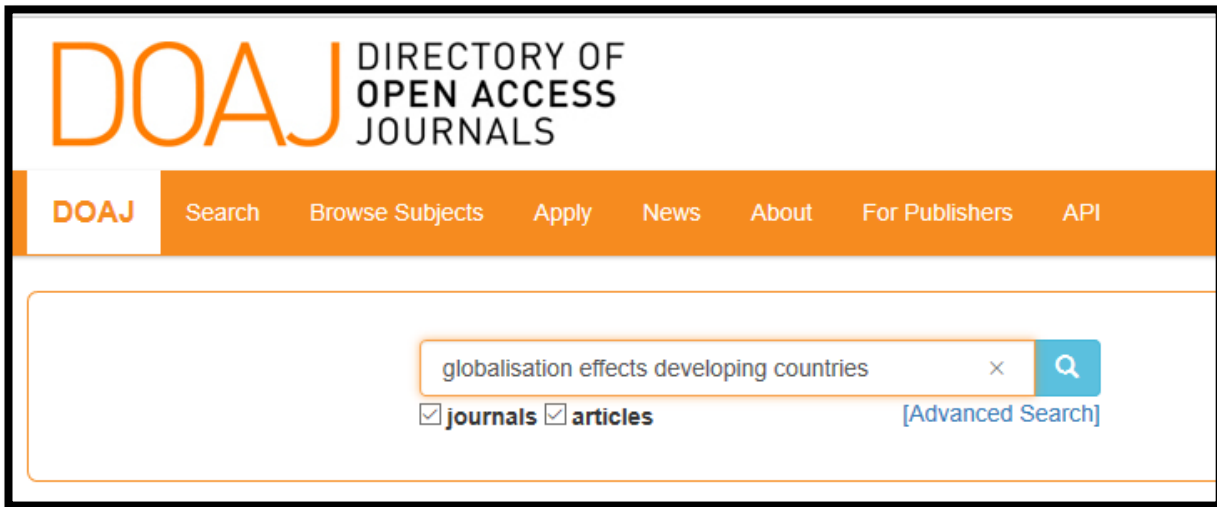 DOAJ
DIRECTORY OF
OPEN ACCESS
JOURNALS
DOAJ Search Browse Subjects Apply News About For Publishers API
globalisation effects developing countries ×
journals articles [Advanced Search]